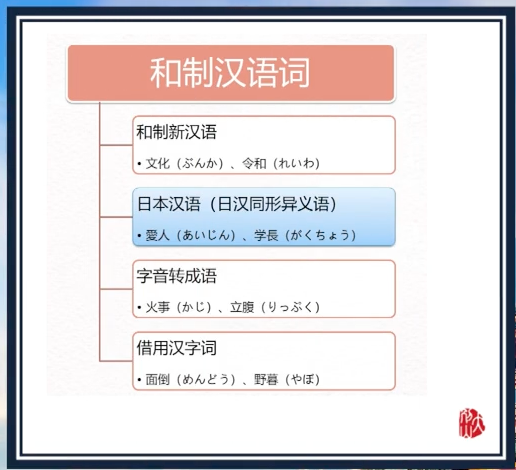 和制汉语词
和制新汉语
• 文化（ぶんか）、令和（れいわ）
日本汉语（日汉同形异义语）
• 愛人（あいじん）、学長（がくちょう）
字音转成语
• 火事（かじ）、立腹（りっぷく）
借用汉字词
• 面倒（めんどう）、野暮（やぼ）